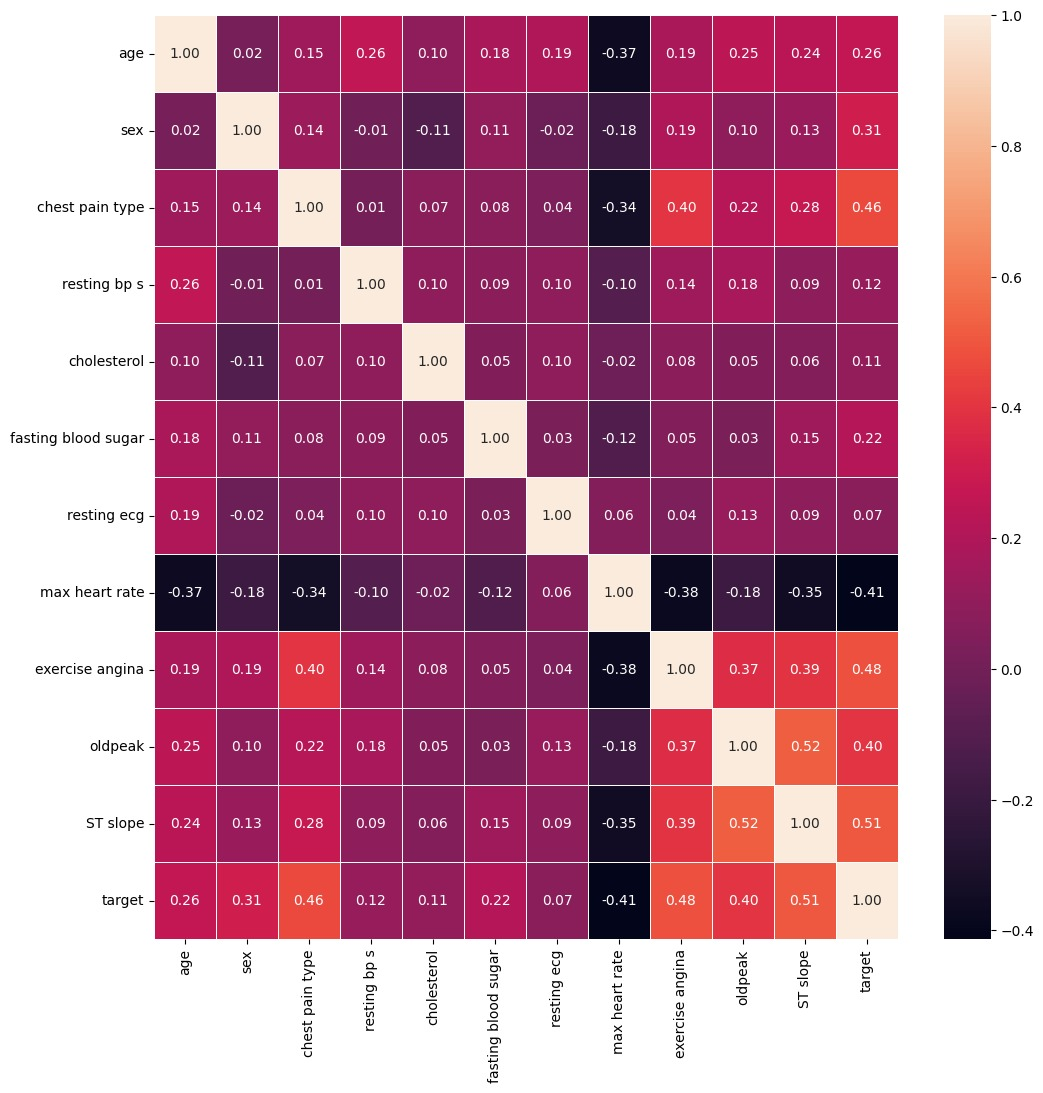 age 1.00 0.02 0.15 0.26 0.10 0.18 0.19 -0.37 0.19 0.25 0.24 0.26
sex 0.02 1.00 0.14 -0.01 -0.11 0.11 -0.02 -0.18 0.19 0.10 0.13 0.31
chest pain type 0.15 0.14 1.00 0.01 0.07 0.08 0.04 -0.34 0.40 0.22 0.28 0.46
resting bp s 0.26 -0.01 0.01 1.00 0.10 0.09 0.10 -0.10 0.14 0.18 0.09 0.12
cholesterol 0.10 -0.11 0.07 0.10 1.00 0.05 0.10 -0.02 0.08 0.05 0.06 0.11
fasting blood sugar 0.18 0.11 0.08 0.09 0.05 1.00 0.03 -0.12 0.05 0.03 0.15 0.22
resting ecg 0.19 -0.02 0.04 0.10 0.10 0.03 1.00 0.06 0.04 0.13 0.09 0.07
max heart rate -0.37 -0.18 -0.34 -0.10 -0.02 -0.12 0.06 1.00 -0.38 -0.18 -0.35 -0.41
exercise angina 0.19 0.19 0.40 0.14 0.08 0.05 0.04 -0.38 1.00 0.37 0.39 0.48
oldpeak 0.25 0.10 0.22 0.18 0.05 0.03 0.13 -0.18 0.37 1.00 0.52 0.40
ST slope 0.24 0.13 0.28 0.09 0.06 0.15 0.09 -0.35 0.39 0.52 1.00 0.51
target 0.26 0.31 0.46 0.12 0.11 0.22 0.07 -0.41 0.48 0.40 0.51 1.00
age
sex
chest pain type
resting bp s
cholesterol
fasting blood sugar
resting ecg
max heart rate
exercise angina
oldpeak
ST slope
target
1.0
0.8
0.6
0.4
0.2
0.0
−0.2
−0.4